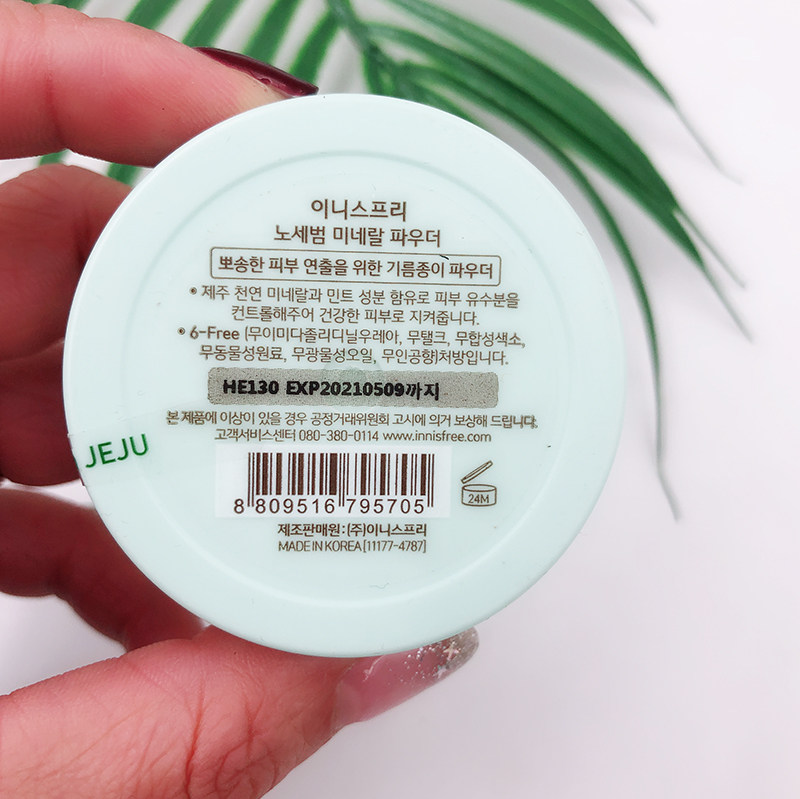 이니스프리
노세범 미네랄 파우더
뽀송한 피부 연출을 위한 기름종이 파우더
• 제주 천연 미네랄과 민트 성분 함유로 피부 유수분을
컨트롤해주어 건강한 피부로 지켜줍니다.
• 6-Free (무이미다졸리디닐우레아, 무탤크, 무합성색소,
무동물성원료, 무광물성오일, 무인공향)처방입니다.
HE130 EXP20210509까지
본 제품에 이상이 있을 경우 공정거래위원회 고시에 의거 보상해 드립니다.
고객서비스센터 080-380-0114 www.innisfree.com
JEJU
8 809516 795705
24M
제조판매원 : (주)이니스프리
MADE IN KOREA [11177-4787]